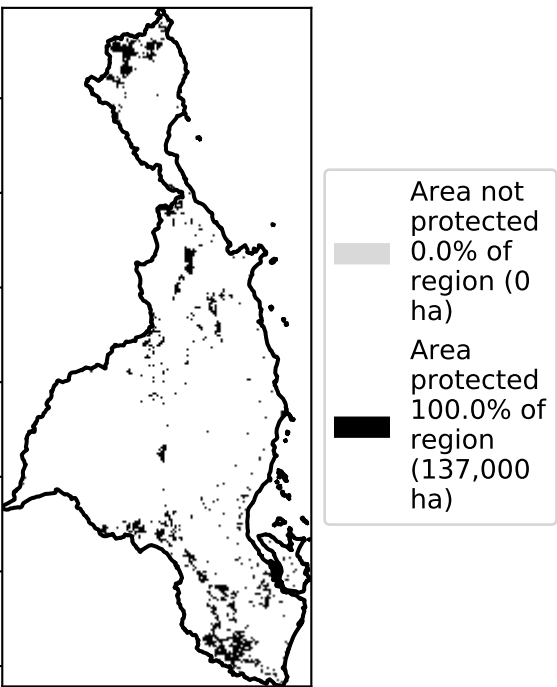 Area not
protected
0.0% of
region (0
ha)
Area
protected
100.0% of
region
(137,000
ha)